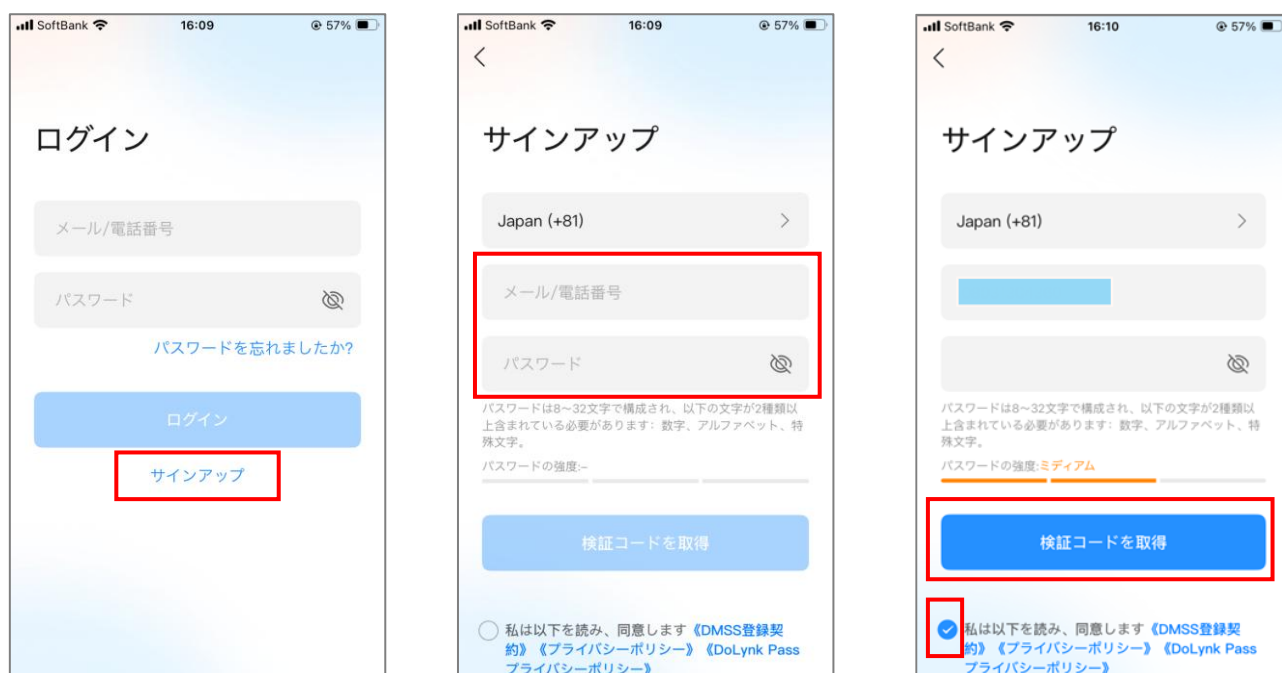 SoftBank 16:09 57%
ログイン
メール/電話番号
パスワード
パスワードを忘れましたか?
ログイン
サインアップ
SoftBank 16:09 57%
サインアップ
Japan (+81)
メール/電話番号
パスワード
パスワードは8～32文字で構成され、以下の文字が2種類以
上含まれている必要があります：数字、アルファベット、特
殊文字。
パスワードの強度:–
検証コードを取得
私は以下を読み、同意します《DMSS登録契
約》《プライバシーポリシー》《DoLynk Pass
プライバシーポリシー》
SoftBank 16:10 57%
サインアップ
Japan (+81)
パスワードは8～32文字で構成され、以下の文字が2種類以
上含まれている必要があります：数字、アルファベット、特
殊文字。
パスワードの強度:ミディアム
検証コードを取得
私は以下を読み、同意します《DMSS登録契
約》《プライバシーポリシー》《DoLynk Pass
プライバシーポリシー》